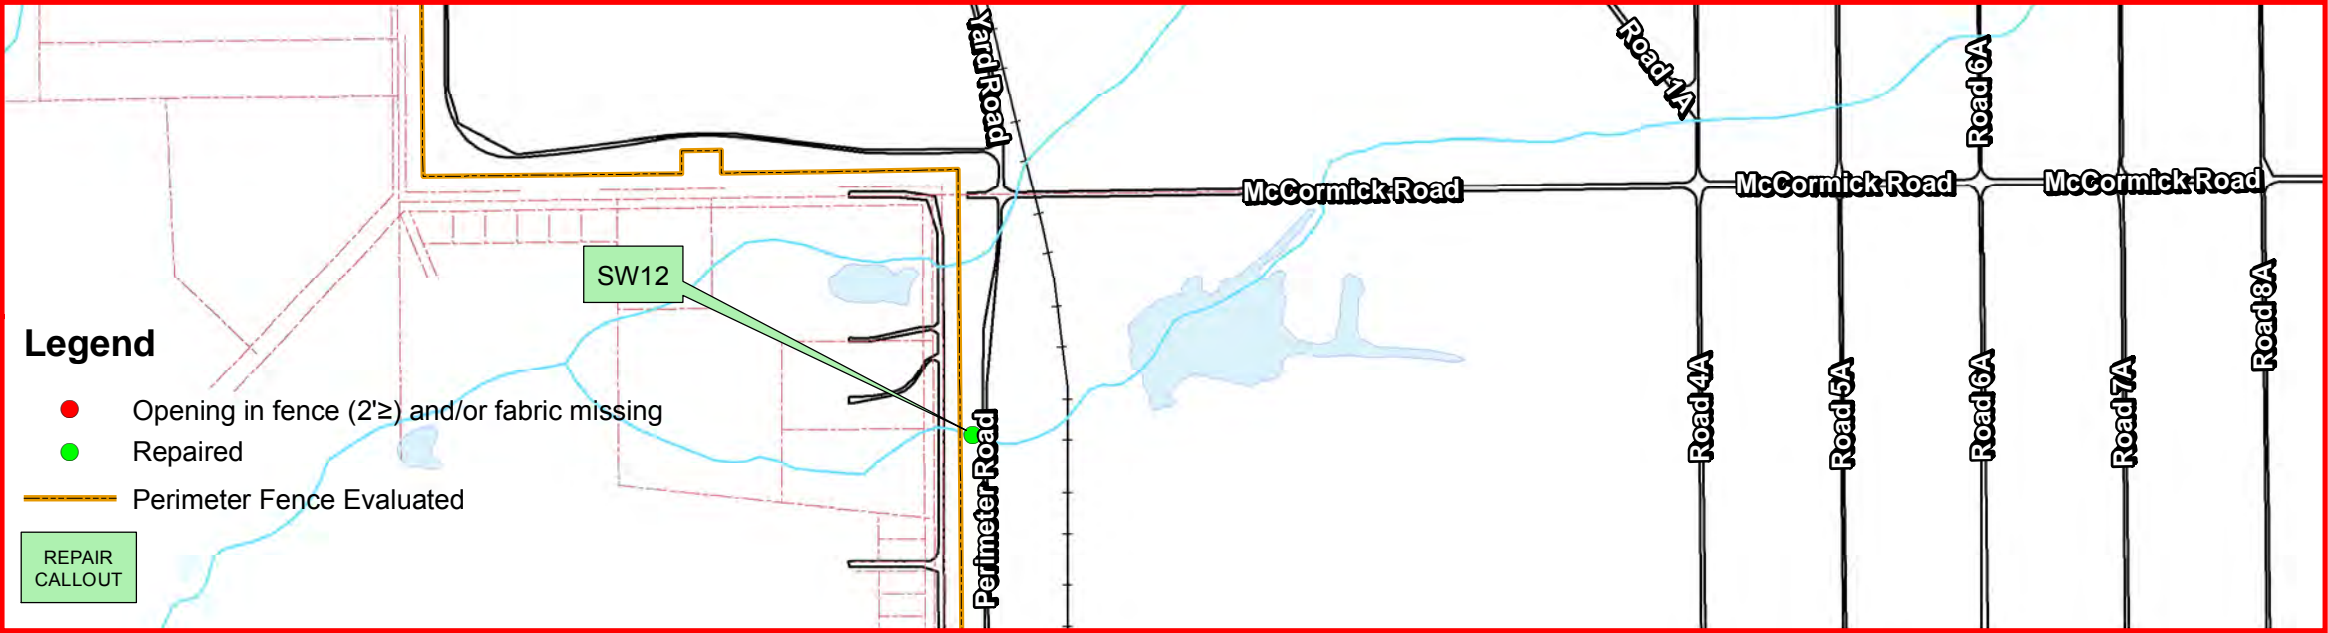 Yard Road
Road 1A
Road 6A
McCormick Road
McCormick Road
McCormick Road
SW12
Road 8A
Legend
Opening in fence (2'≥) and/or fabric missing
Repaired
Perimeter Fence Evaluated
REPAIR
CALLOUT
Perimeter Road
Road 4A
Road 5A
Road 6A
Road 7A